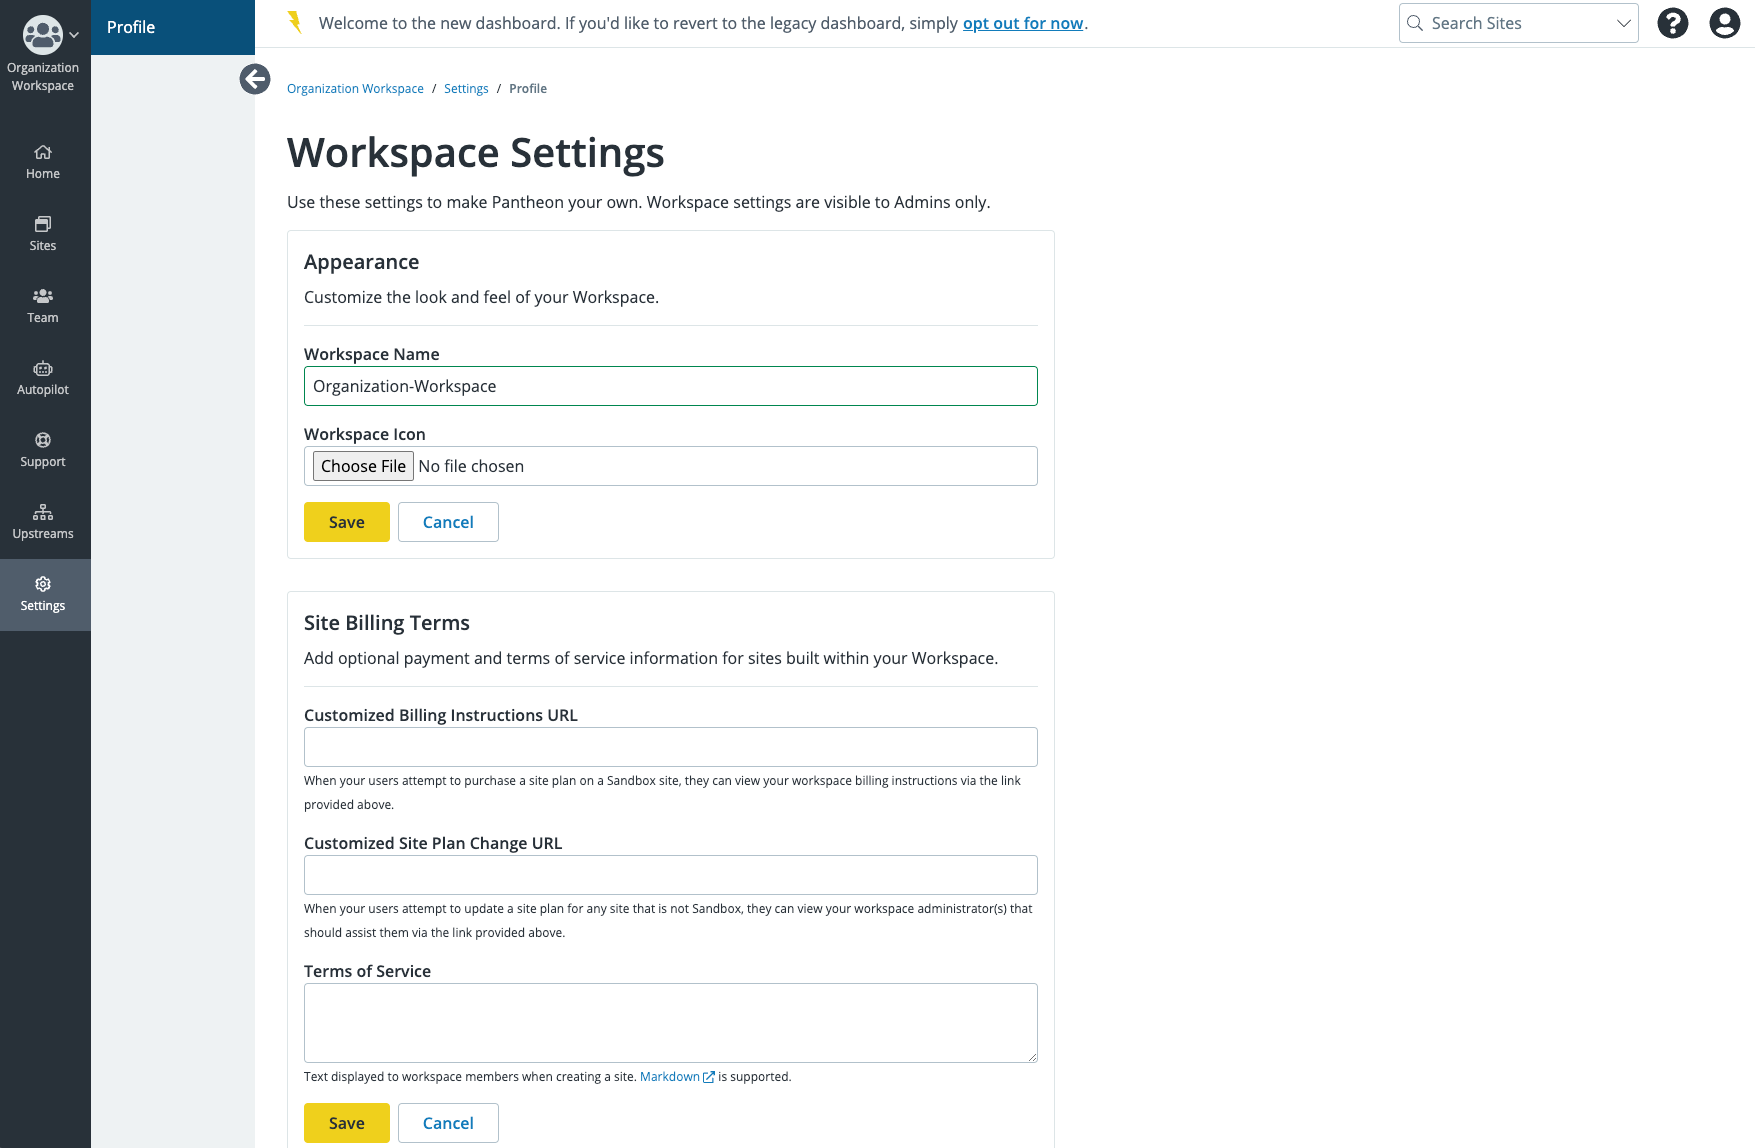 Organization
Workspace
Home
Sites
Team
Autopilot
Support
Upstreams
Settings
Profile
Welcome to the new dashboard. If you'd like to revert to the legacy dashboard, simply opt out for now.
Search Sites
?
Organization Workspace / Settings / Profile
Workspace Settings
Use these settings to make Pantheon your own. Workspace settings are visible to Admins only.
Appearance
Customize the look and feel of your Workspace.
Workspace Name
Organization-Workspace
Workspace Icon
Choose File No file chosen
Save Cancel
Site Billing Terms
Add optional payment and terms of service information for sites built within your Workspace.
Customized Billing Instructions URL
When your users attempt to purchase a site plan on a Sandbox site, they can view your workspace billing instructions via the link
provided above.
Customized Site Plan Change URL
When your users attempt to update a site plan for any site that is not Sandbox, they can view your workspace administrator(s) that
should assist them via the link provided above.
Terms of Service
Text displayed to workspace members when creating a site. Markdown is supported.
Save Cancel